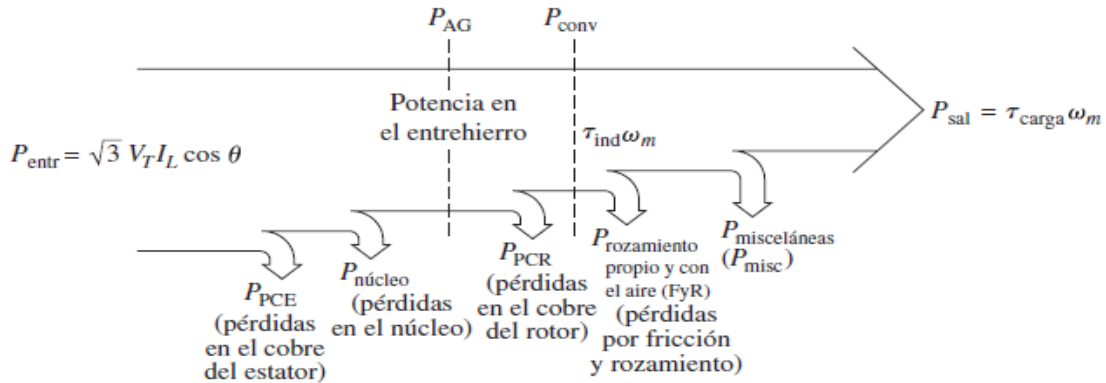 P_AG
P_conv
Potencia en
el entrehierro
P_entr = √3 V_T I_L cos θ
τ_ind ω_m
P_sal = τ_carga ω_m
P_PCE
(pérdidas
en el cobre
del estator)
P_núcleo
(pérdidas
en el núcleo)
P_PCR
(pérdidas
en el cobre
del rotor)
P_rozamiento
propio y con
el aire (FyR)
(pérdidas
por fricción
y rozamiento)
P_misceláneas
(P_misc)